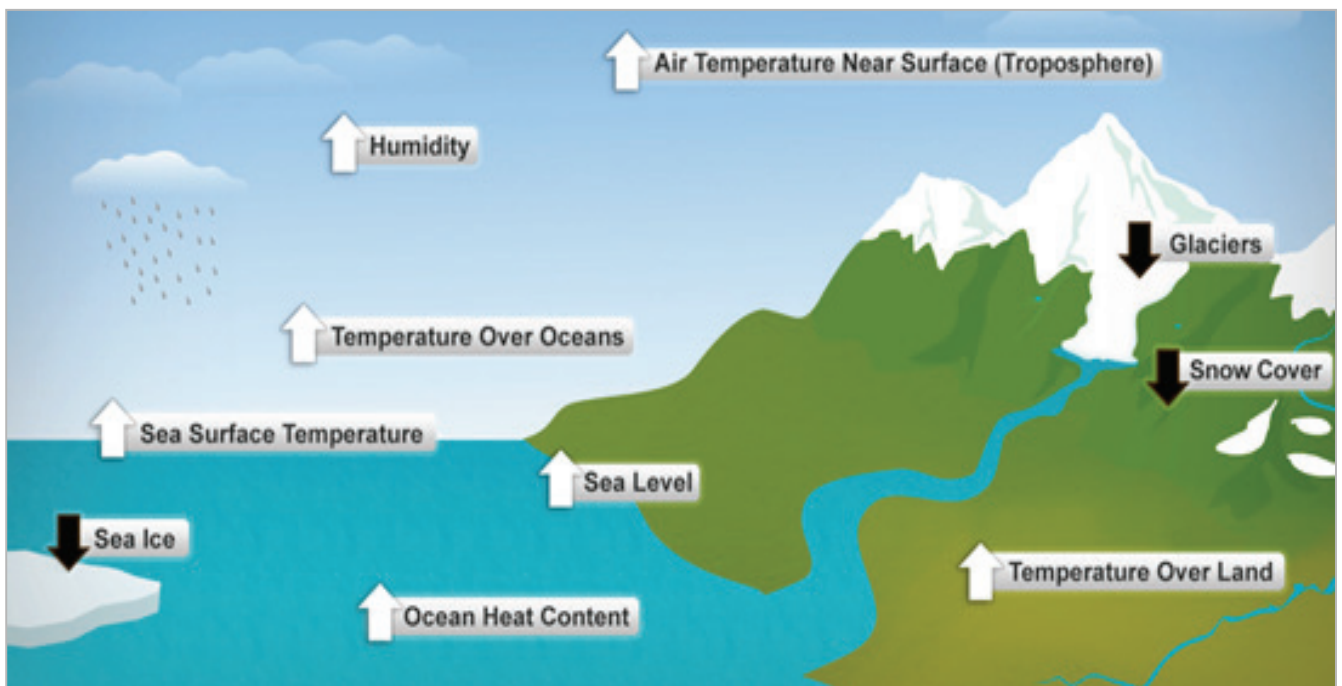 Air Temperature Near Surface (Troposphere)
Humidity
Glaciers
Temperature Over Oceans
Snow Cover
Sea Surface Temperature
Sea Level
Sea Ice
Temperature Over Land
Ocean Heat Content